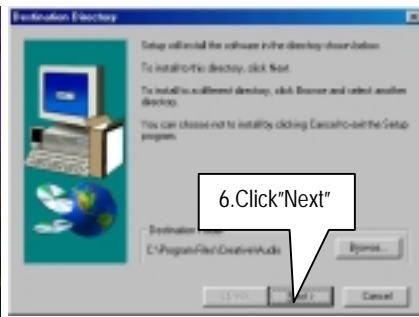 Destination Directory
Setup will install the software in the directory shown below.
To install to this directory, click Next.
To install to a different directory, click Browse and select another
directory.
You can choose not to install by clicking Cancel to exit the Setup
program.
6.Click"Next"
Destination
C:\Program Files\Creative\Audio
Browse...
Cancel